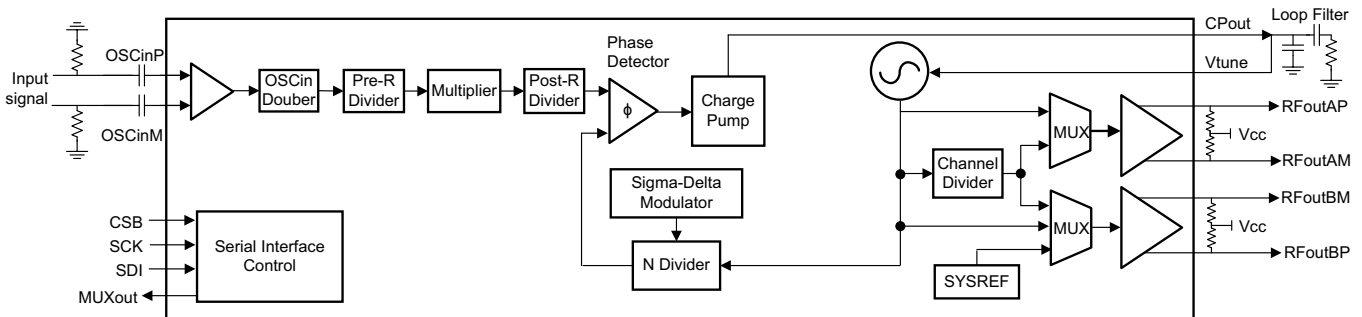 Input
signal
OSCinP
OSCinM
OSCin
Douber
Pre-R
Divider
Multiplier
Post-R
Divider
Phase
Detector
ϕ
Charge
Pump
CPout
Loop Filter
Vtune
MUX
RFoutAP
Vcc
RFoutAM
Channel
Divider
Sigma-Delta
Modulator
N Divider
MUX
RFoutBM
Vcc
RFoutBP
SYSREF
CSB
SCK
SDI
MUXout
Serial Interface
Control